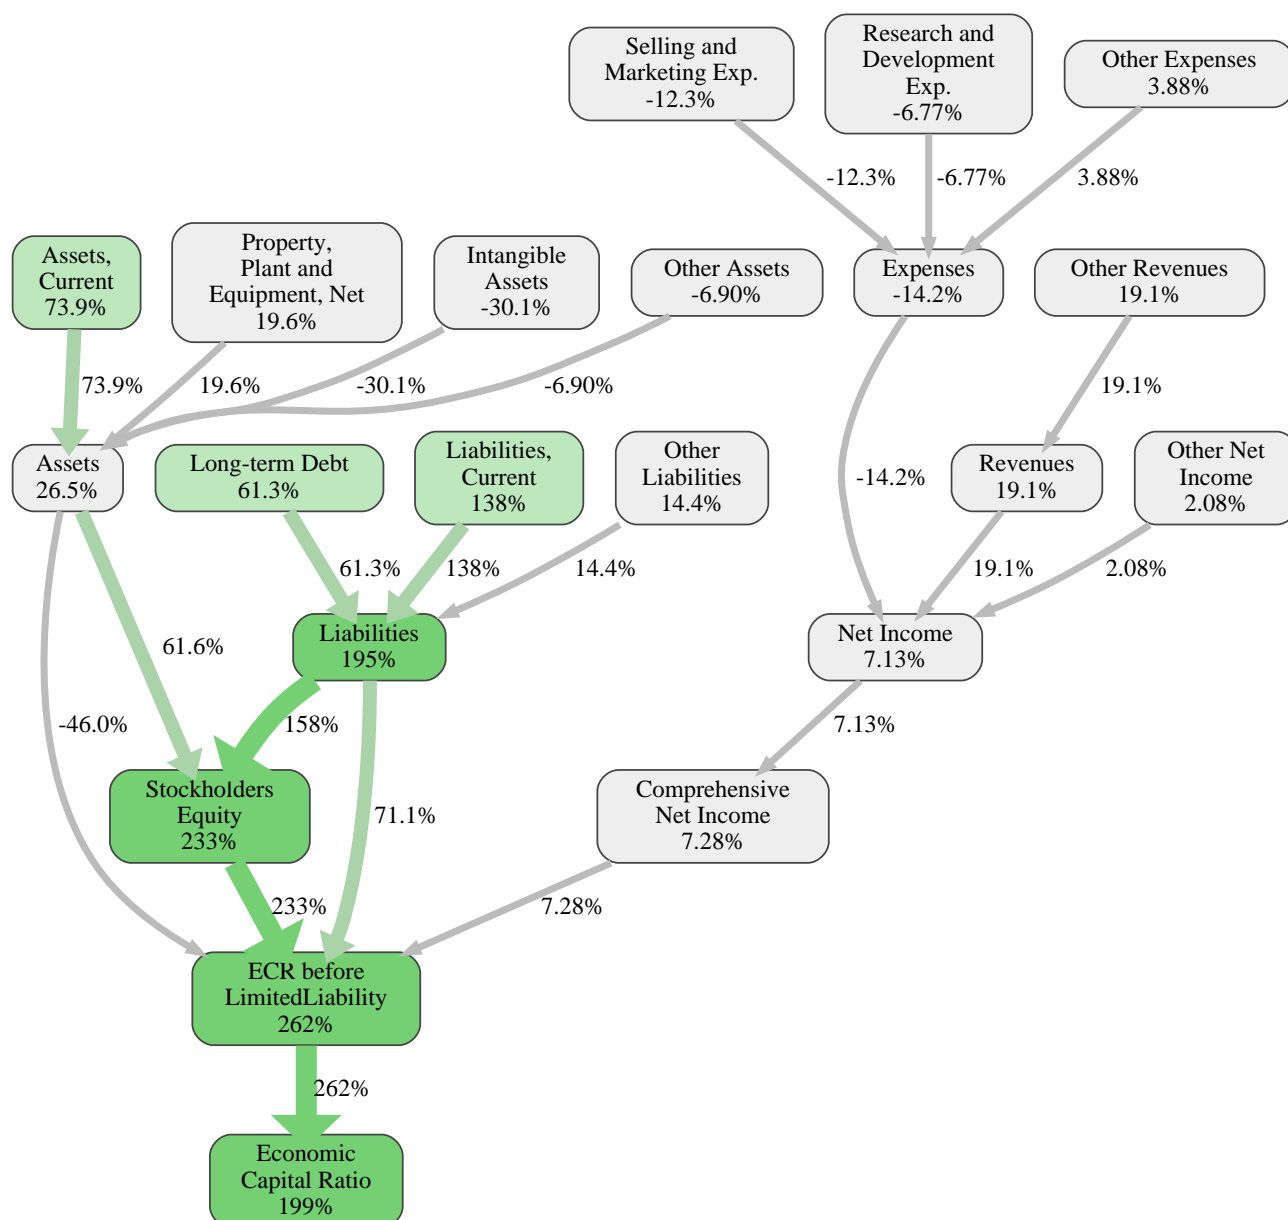 Selling and
Marketing Exp.
-12.3%
Research and
Development
Exp.
-6.77%
Other Expenses
3.88%
-12.3%
-6.77%
3.88%
Assets,
Current
73.9%
Property,
Plant and
Equipment, Net
19.6%
Intangible
Assets
-30.1%
Other Assets
-6.90%
Expenses
-14.2%
Other Revenues
19.1%
73.9%
19.6%
-30.1%
-6.90%
19.1%
Assets
26.5%
Long-term Debt
61.3%
Liabilities,
Current
138%
Other
Liabilities
14.4%
-14.2%
Revenues
19.1%
Other Net
Income
2.08%
61.3%
138%
14.4%
19.1%
2.08%
Liabilities
195%
Net Income
7.13%
61.6%
-46.0%
158%
7.13%
Stockholders
Equity
233%
71.1%
Comprehensive
Net Income
7.28%
233%
7.28%
ECR before
LimitedLiability
262%
262%
Economic
Capital Ratio
199%